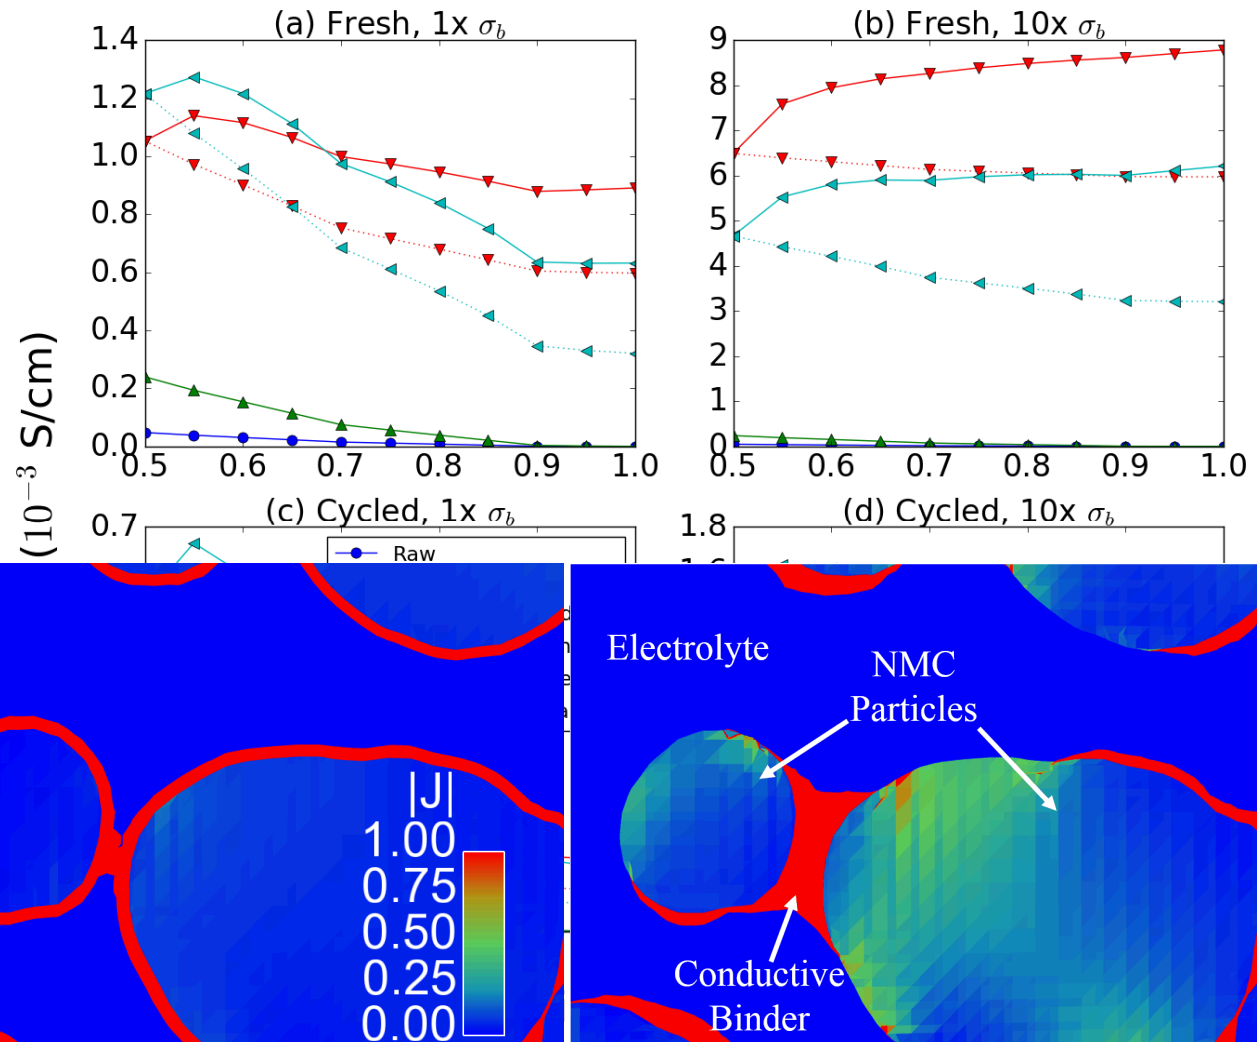 (a) Fresh, 1x σ_b
(b) Fresh, 10x σ_b
1.4
1.2
1.0
0.8
0.6
0.4
0.2
0.0
0.5 0.6 0.7 0.8 0.9 1.0
9
8
7
6
5
4
3
2
1
0
0.5 0.6 0.7 0.8 0.9 1.0
(10⁻³ S/cm)
(c) Cycled, 1x σ_b
(d) Cycled, 10x σ_b
0.7
Raw
1.8
Electrolyte
NMC
Particles
|J|
1.00
0.75
0.50
0.25
0.00
Conductive
Binder